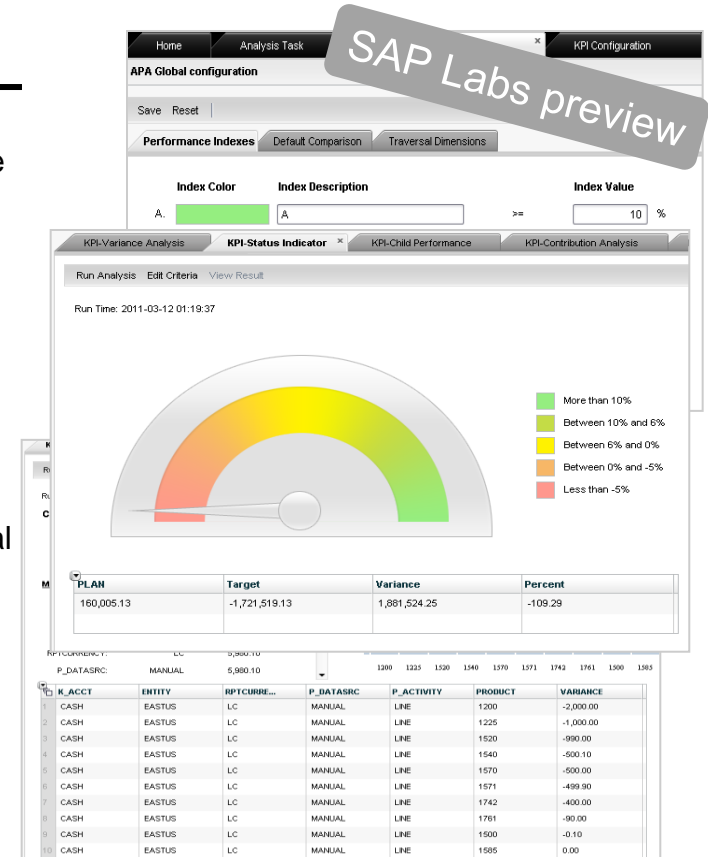 Home Analysis Task × KPI Configuration
SAP Labs preview
APA Global configuration
Save Reset
Performance Indexes Default Comparison Traversal Dimensions
Index Color Index Description Index Value
A. A >= 10 %
KPI-Variance Analysis KPI-Status Indicator × KPI-Child Performance KPI-Contribution Analysis
Run Analysis Edit Criteria View Result
Run Time: 2011-03-12 01:19:37
More than 10%
Between 10% and 6%
Between 6% and 0%
Between 0% and -5%
Less than -5%
PLAN Target Variance Percent
160,005.13 -1,721,519.13 1,881,524.25 -109.29
RPTCURRENCY: LC 5,980.10
P_DATASRC: MANUAL 5,980.10
1200 1225 1520 1540 1570 1571 1742 1761 1500 1585
K_ACCT ENTITY RPTCURRE... P_DATASRC P_ACTIVITY PRODUCT VARIANCE
1 CASH EASTUS LC MANUAL LINE 1200 -2,000.00
2 CASH EASTUS LC MANUAL LINE 1225 -1,000.00
3 CASH EASTUS LC MANUAL LINE 1520 -990.00
4 CASH EASTUS LC MANUAL LINE 1540 -500.10
5 CASH EASTUS LC MANUAL LINE 1570 -500.00
6 CASH EASTUS LC MANUAL LINE 1571 -499.90
7 CASH EASTUS LC MANUAL LINE 1742 -400.00
8 CASH EASTUS LC MANUAL LINE 1761 -90.00
9 CASH EASTUS LC MANUAL LINE 1500 -0.10
10 CASH EASTUS LC MANUAL LINE 1585 0.00